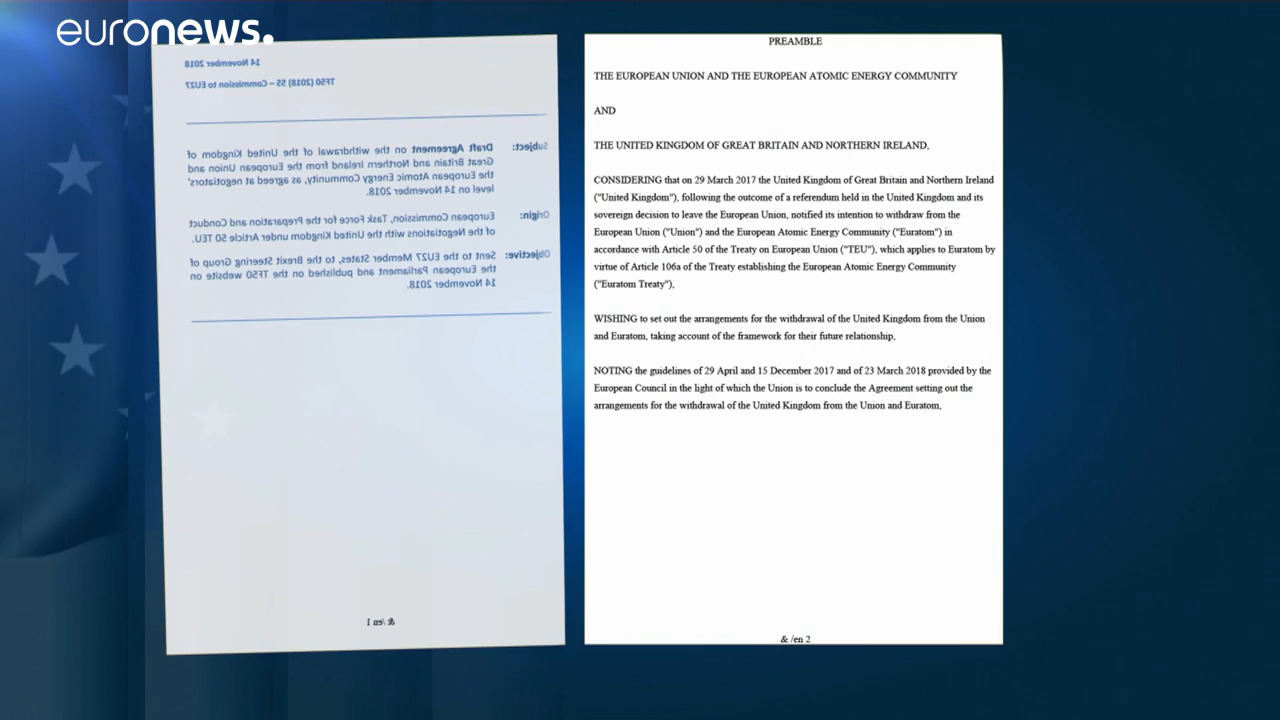 euronews.
14 November 2018
TF50 (2018) 55 – Commission to EU27
Subject: Draft Agreement on the withdrawal of the United Kingdom of
Great Britain and Northern Ireland from the European Union and
the European Atomic Energy Community, as agreed at negotiators'
level on 14 November 2018.
Origin: European Commission, Task Force for the Preparation and Conduct
of the Negotiations with the United Kingdom under Article 50 TEU.
Objective: Sent to the EU27 Member States, to the Brexit Steering Group of
the European Parliament and published on the TF50 website on
14 November 2018.
& /en 1
PREAMBLE
THE EUROPEAN UNION AND THE EUROPEAN ATOMIC ENERGY COMMUNITY
AND
THE UNITED KINGDOM OF GREAT BRITAIN AND NORTHERN IRELAND,
CONSIDERING that on 29 March 2017 the United Kingdom of Great Britain and Northern Ireland
("United Kingdom"), following the outcome of a referendum held in the United Kingdom and its
sovereign decision to leave the European Union, notified its intention to withdraw from the
European Union ("Union") and the European Atomic Energy Community ("Euratom") in
accordance with Article 50 of the Treaty on European Union ("TEU"), which applies to Euratom by
virtue of Article 106a of the Treaty establishing the European Atomic Energy Community
("Euratom Treaty"),
WISHING to set out the arrangements for the withdrawal of the United Kingdom from the Union
and Euratom, taking account of the framework for their future relationship,
NOTING the guidelines of 29 April and 15 December 2017 and of 23 March 2018 provided by the
European Council in the light of which the Union is to conclude the Agreement setting out the
arrangements for the withdrawal of the United Kingdom from the Union and Euratom,
& /en 2